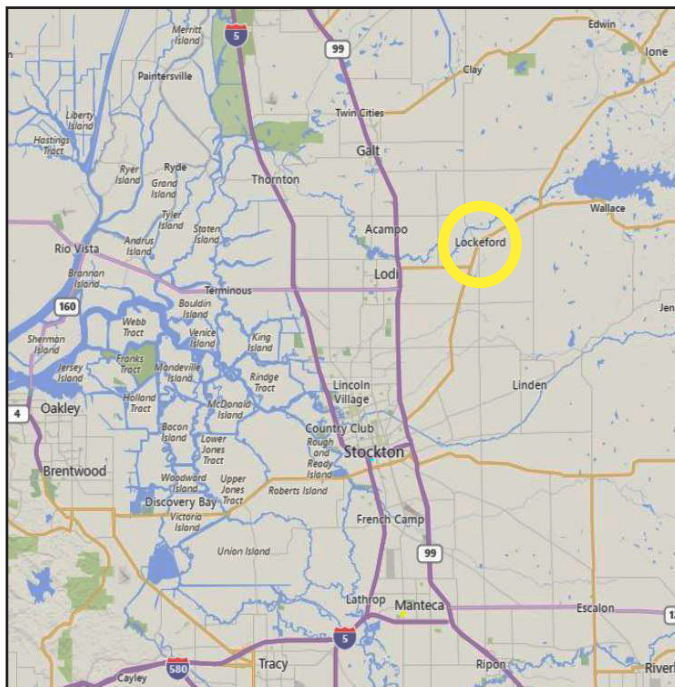 Merritt
Island
5
99
Edwin
Ione
Clay
Paintersville
Twin Cities
Liberty
Island
Hastings
Tract
Galt
Ryer
Island
Ryde
Grand
Island
Thornton
Tyler
Island
Staten
Island
Wallace
Acampo
Lockeford
Rio Vista
Andrus
Island
Brannan
Island
Lodi
Terminous
160
Bouldin
Island
Jen
Webb
Tract
Venice
Island
King
Island
Sherman
Island
Jersey
Island
Franks
Tract
Mandeville
Island
Rindge
Tract
Lincoln
Village
Linden
Holland
Tract
McDonald
Island
4
Oakley
Bacon
Island
Country Club
Lower
Jones
Tract
Rough
and
Ready
Island
Stockton
Brentwood
Woodward
Island
Upper
Jones
Tract
Roberts Island
Discovery Bay
Victoria
Island
French Camp
Union Island
99
Lathrop
Manteca
Escalon
5
580
Tracy
Ripon
Cayley
Riverb